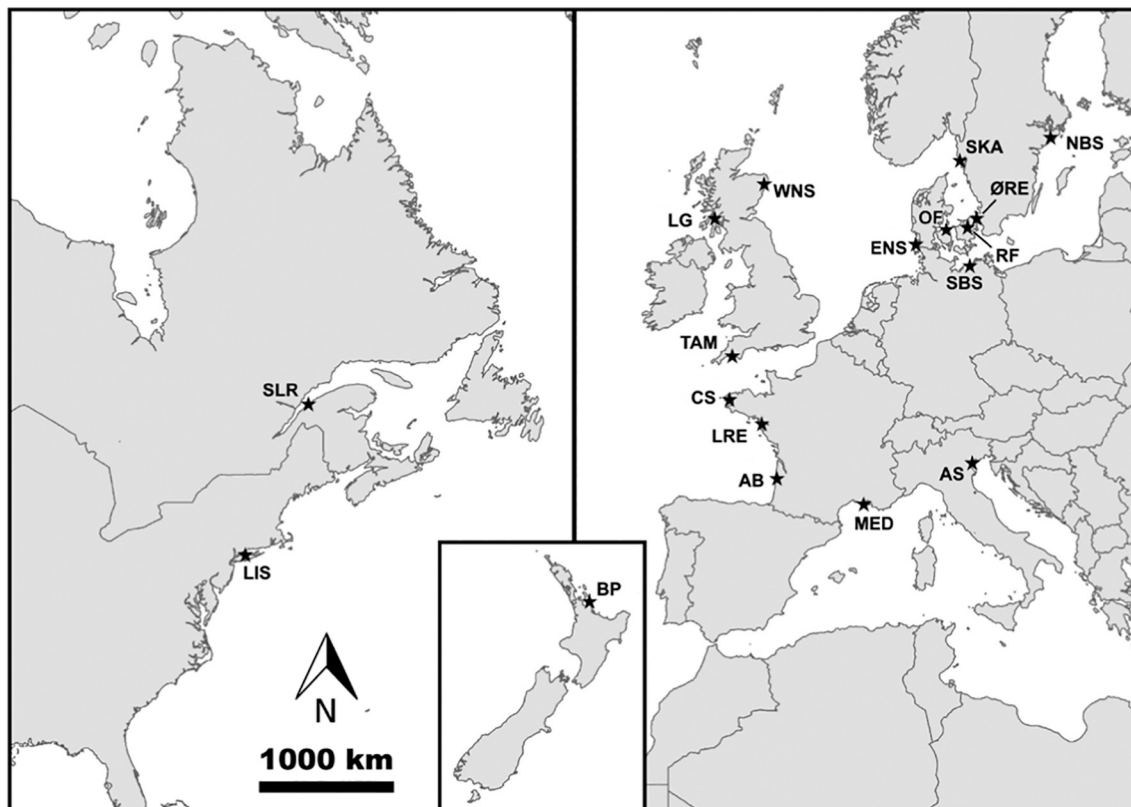 SLR
LIS
N
1000 km
BP
SKA
NBS
WNS
ØRE
LG
OF
ENS
RF
SBS
TAM
CS
LRE
AB
AS
MED